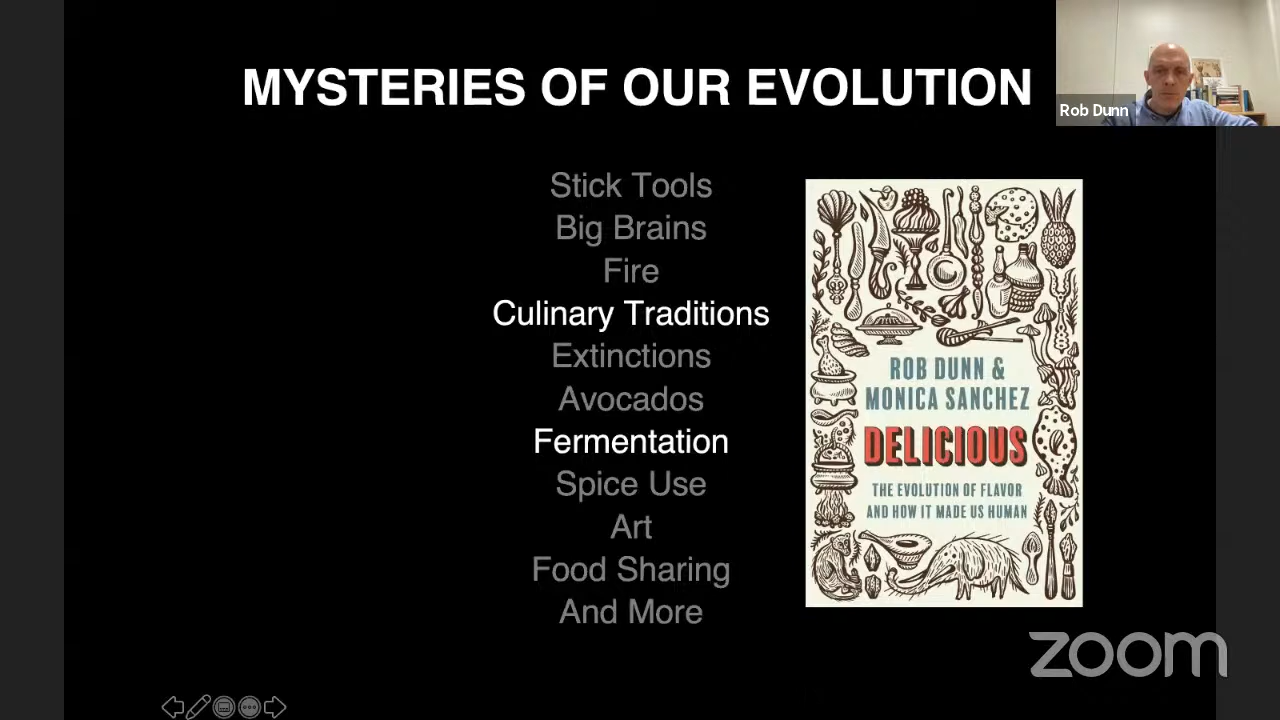 MYSTERIES OF OUR EVOLUTION
Rob Dunn
Stick Tools
Big Brains
Fire
Culinary Traditions
Extinctions
Avocados
Fermentation
Spice Use
Art
Food Sharing
And More
ROB DUNN &
MONICA SANCHEZ
DELICIOUS
THE EVOLUTION OF FLAVOR
AND HOW IT MADE US HUMAN
zoom